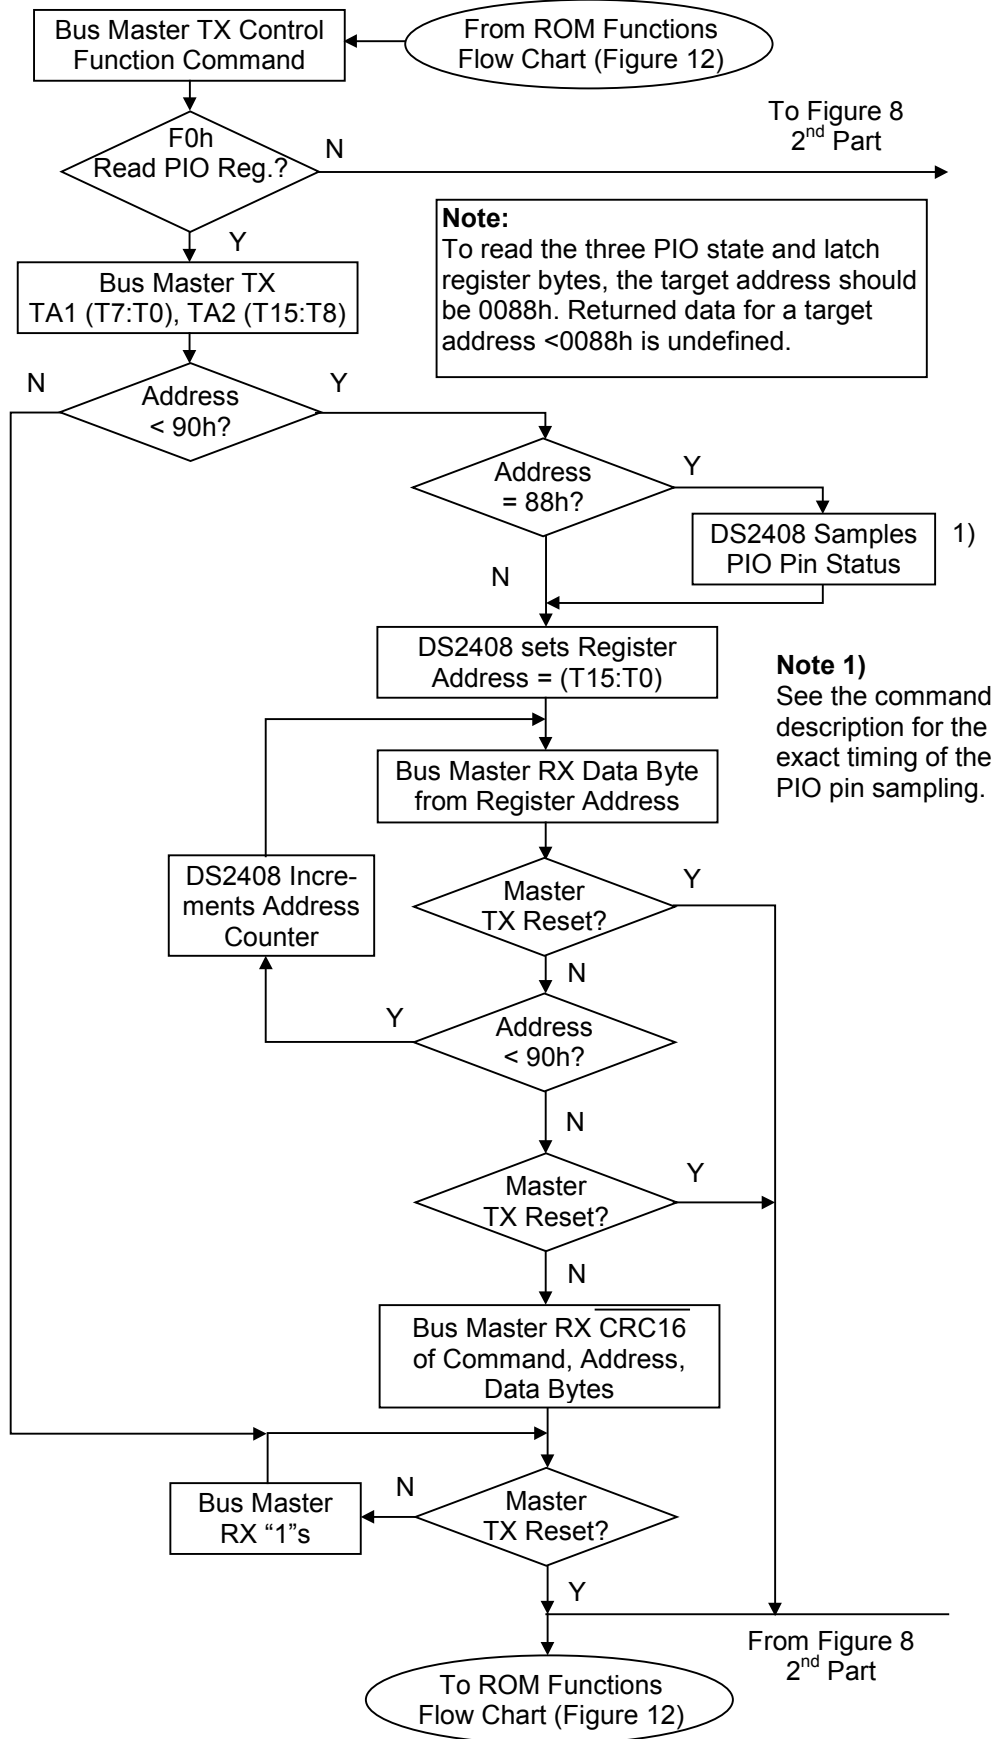 Bus Master TX Control
Function Command
From ROM Functions
Flow Chart (Figure 12)
To Figure 8
2nd Part
F0h
Read PIO Reg.?
N
Y
Note:
To read the three PIO state and latch
register bytes, the target address should
be 0088h. Returned data for a target
address <0088h is undefined.
Bus Master TX
TA1 (T7:T0), TA2 (T15:T8)
N
Address
< 90h?
Y
Address
= 88h?
Y
N
DS2408 Samples
PIO Pin Status
1)
DS2408 sets Register
Address = (T15:T0)
Note 1)
See the command
description for the
exact timing of the
PIO pin sampling.
Bus Master RX Data Byte
from Register Address
DS2408 Incre-
ments Address
Counter
Master
TX Reset?
Y
N
Y
Address
< 90h?
N
Master
TX Reset?
Y
N
Bus Master RX CRC16
of Command, Address,
Data Bytes
Bus Master
RX “1”s
N
Master
TX Reset?
Y
From Figure 8
2nd Part
To ROM Functions
Flow Chart (Figure 12)